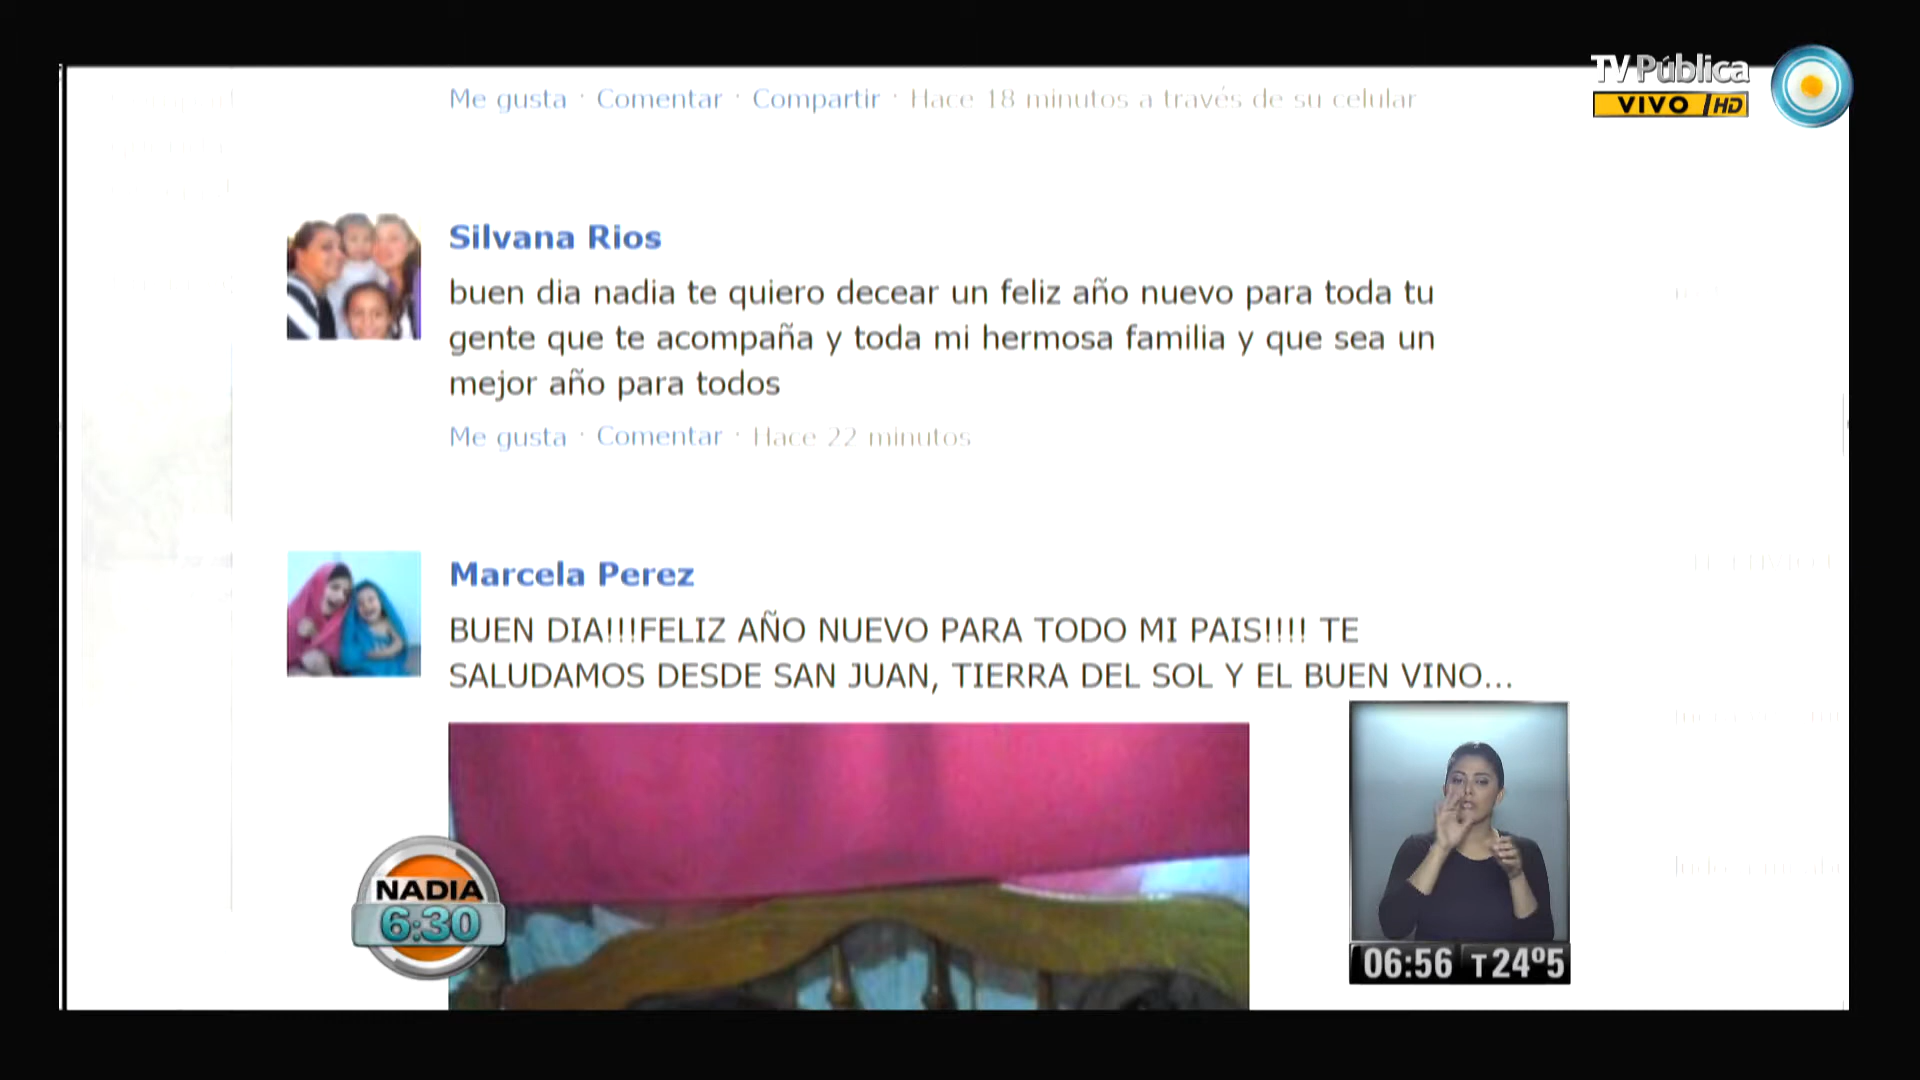 TV Pública
VIVO HD
Me gusta · Comentar · Compartir · Hace 18 minutos a través de su celular
Silvana Rios
buen dia nadia te quiero decear un feliz año nuevo para toda tu
gente que te acompaña y toda mi hermosa familia y que sea un
mejor año para todos
Me gusta · Comentar · Hace 22 minutos
Marcela Perez
BUEN DIA!!!FELIZ AÑO NUEVO PARA TODO MI PAIS!!!! TE
SALUDAMOS DESDE SAN JUAN, TIERRA DEL SOL Y EL BUEN VINO...
NADIA
6:30
06:56 T 24º5